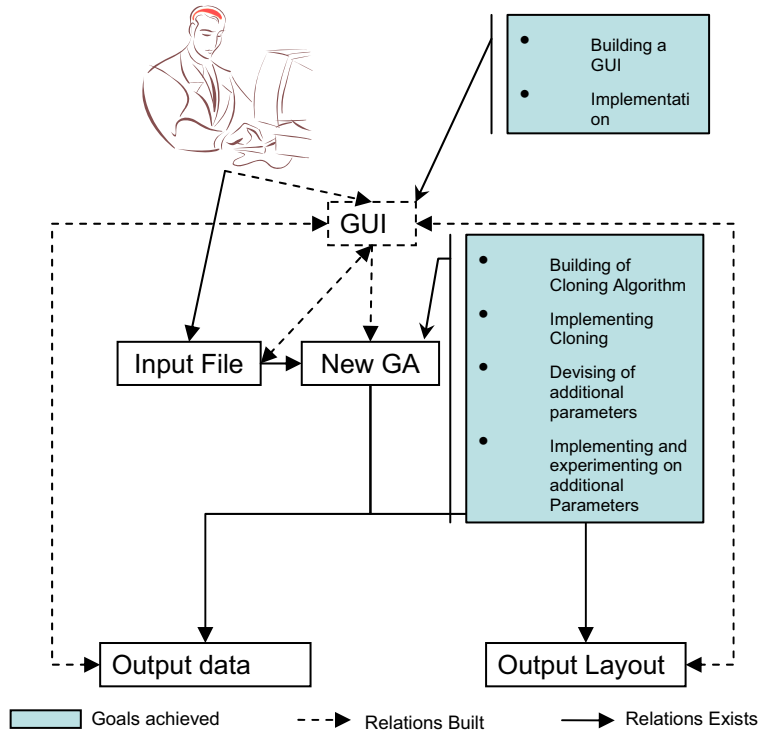 • Building a
GUI
• Implementati
on
GUI
• Building of
Cloning Algorithm
• Implementing
Cloning
• Devising of
additional
parameters
• Implementing and
experimenting on
additional
Parameters
Input File
New GA
Output data
Output Layout
Goals achieved
Relations Built
Relations Exists